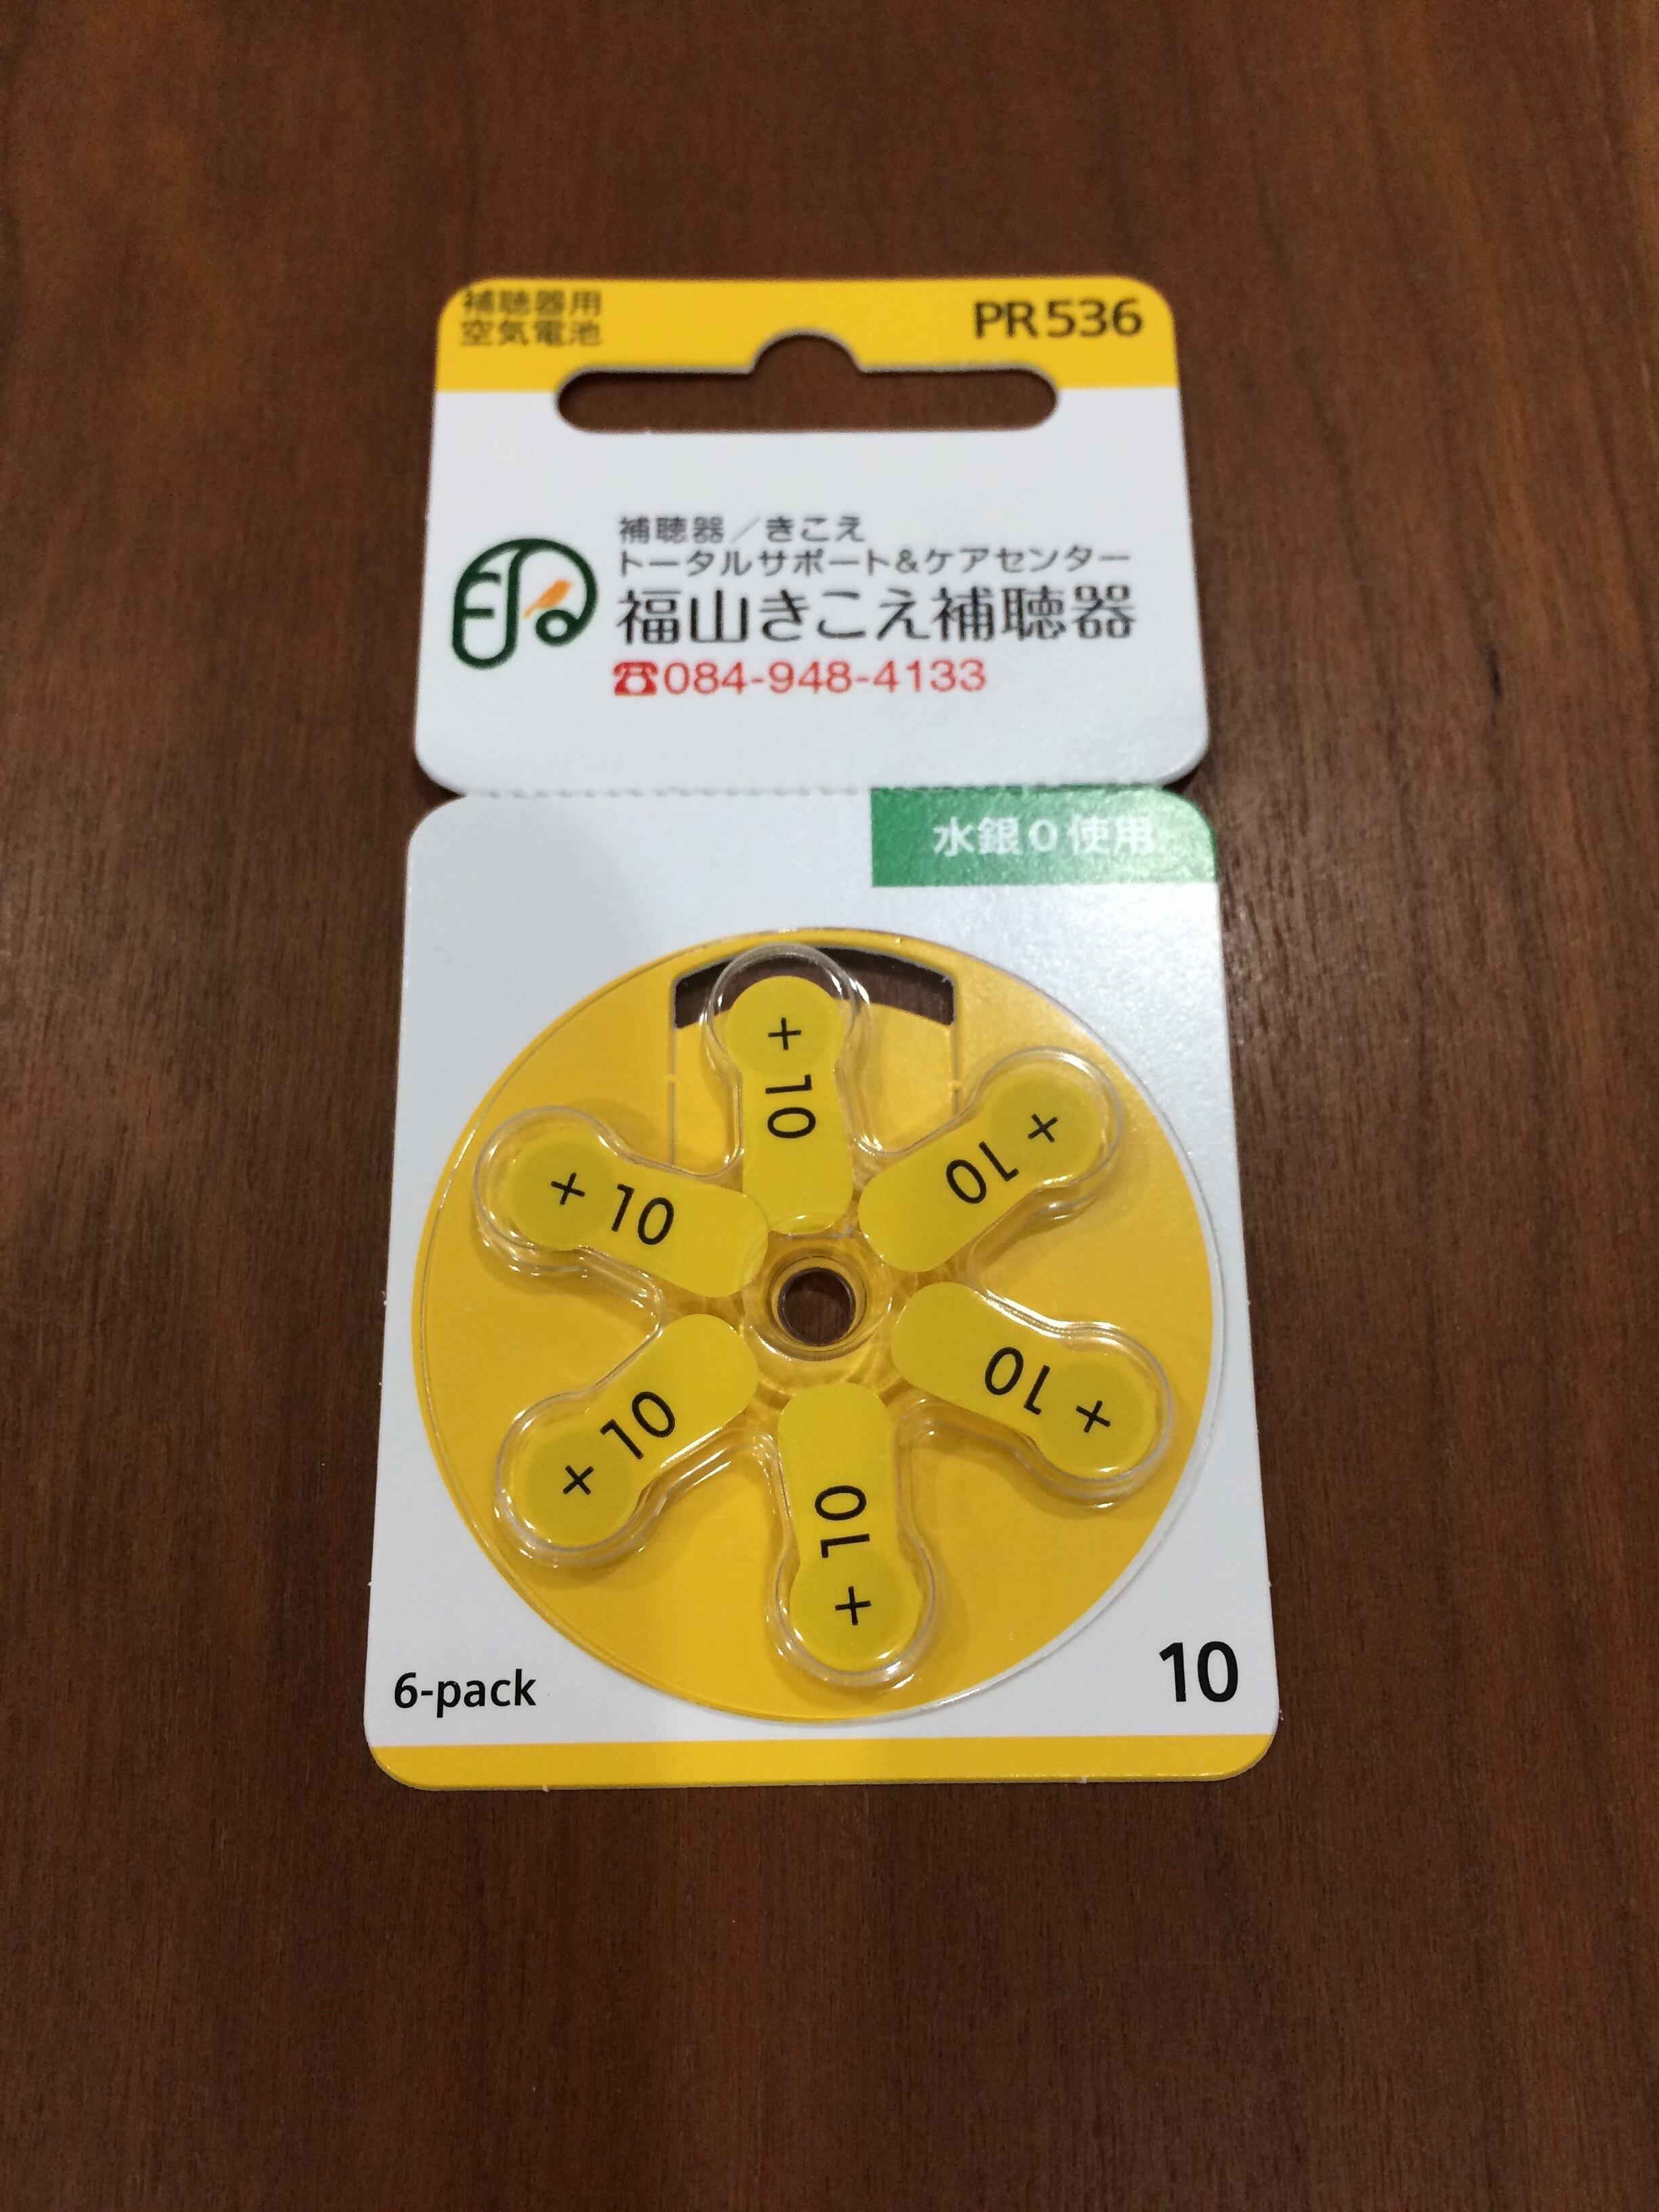 補聴器用
空気電池
PR536
補聴器／きこえ
トータルサポート&ケアセンター
福山きこえ補聴器
☎084-948-4133
水銀0使用
+ 10
+ 10
+ 10
+ 10
+ 10
+ 10
6-pack
10